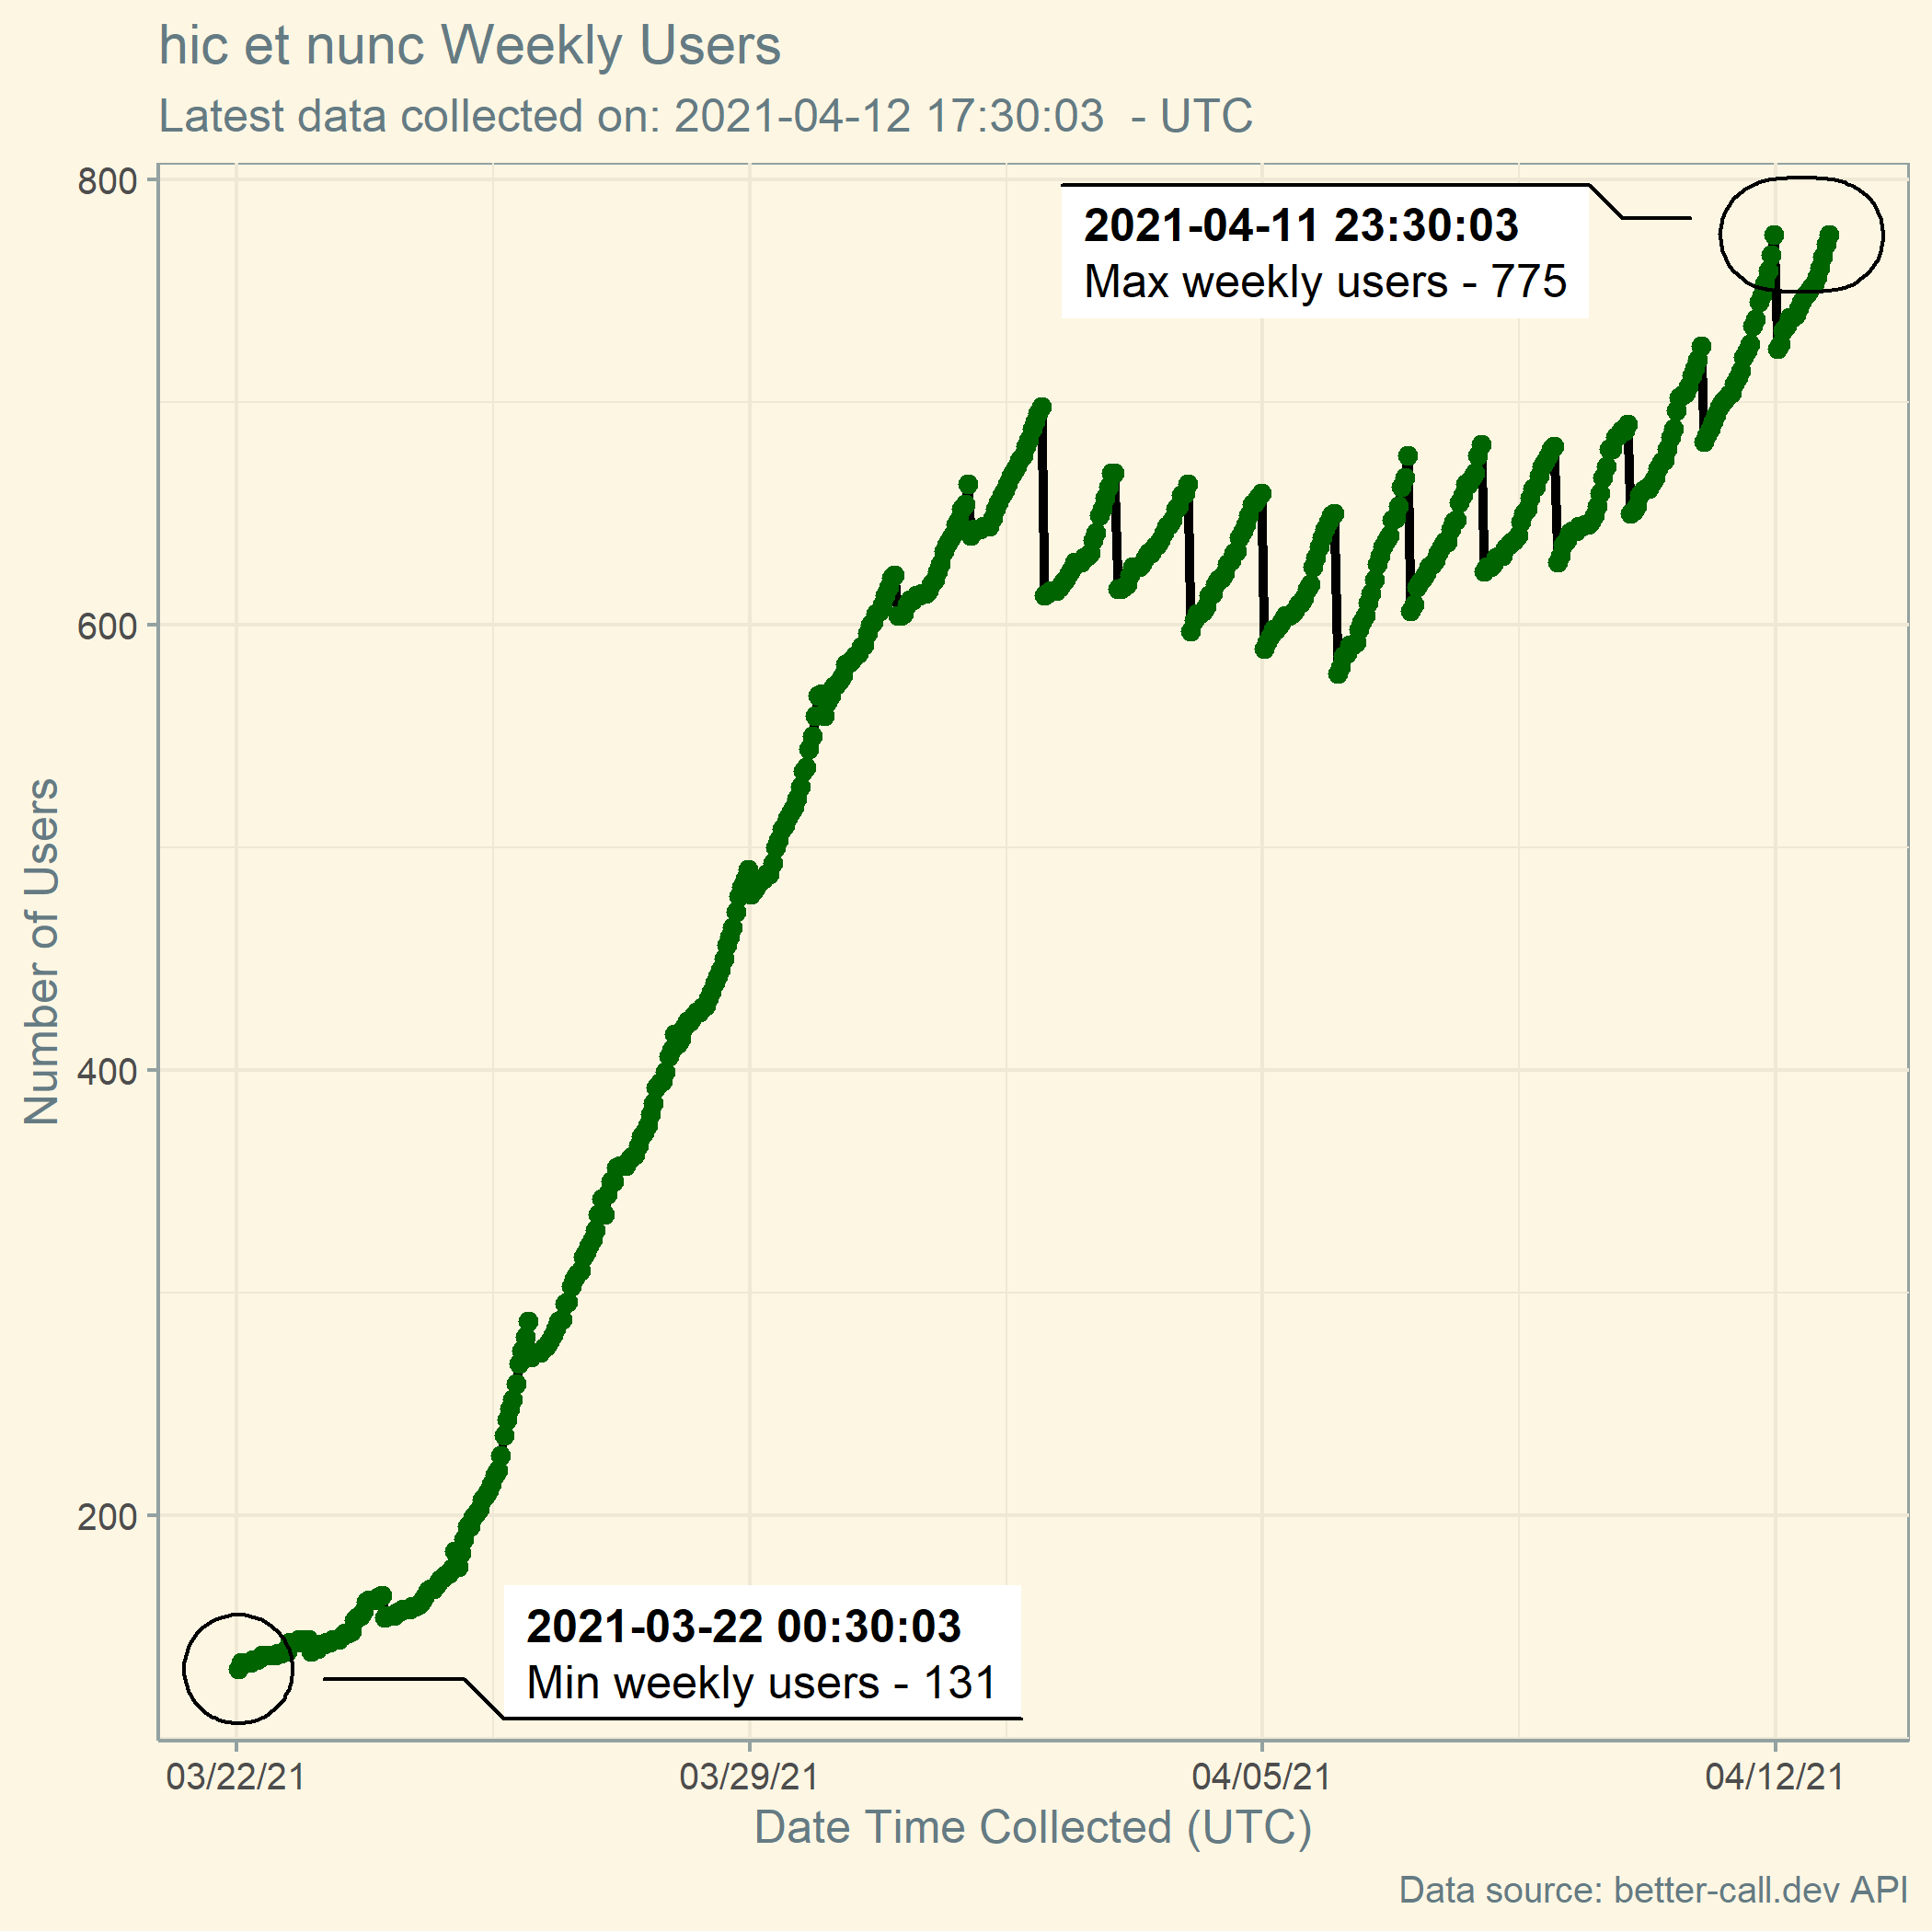 hic et nunc Weekly Users
Latest data collected on: 2021-04-12 17:30:03  - UTC
800
2021-04-11 23:30:03
Max weekly users - 775
600
Number of Users
400
200
2021-03-22 00:30:03
Min weekly users - 131
03/22/21 03/29/21 04/05/21 04/12/21
Date Time Collected (UTC)
Data source: better-call.dev API